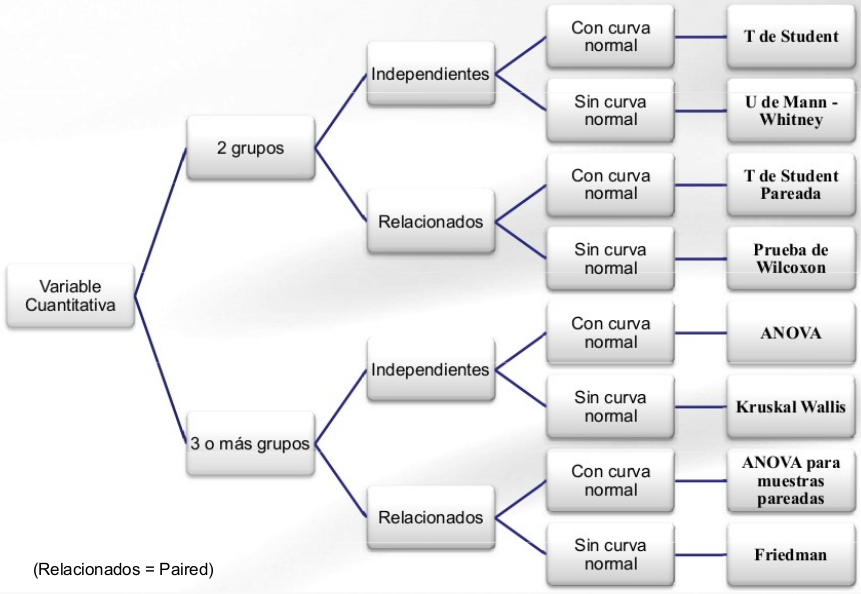 Variable
Cuantitativa
2 grupos
3 o más grupos
Independientes
Relacionados
Independientes
Relacionados
Con curva
normal
Sin curva
normal
Con curva
normal
Sin curva
normal
Con curva
normal
Sin curva
normal
Con curva
normal
Sin curva
normal
T de Student
U de Mann -
Whitney
T de Student
Pareada
Prueba de
Wilcoxon
ANOVA
Kruskal Wallis
ANOVA para
muestras
pareadas
Friedman
(Relacionados = Paired)